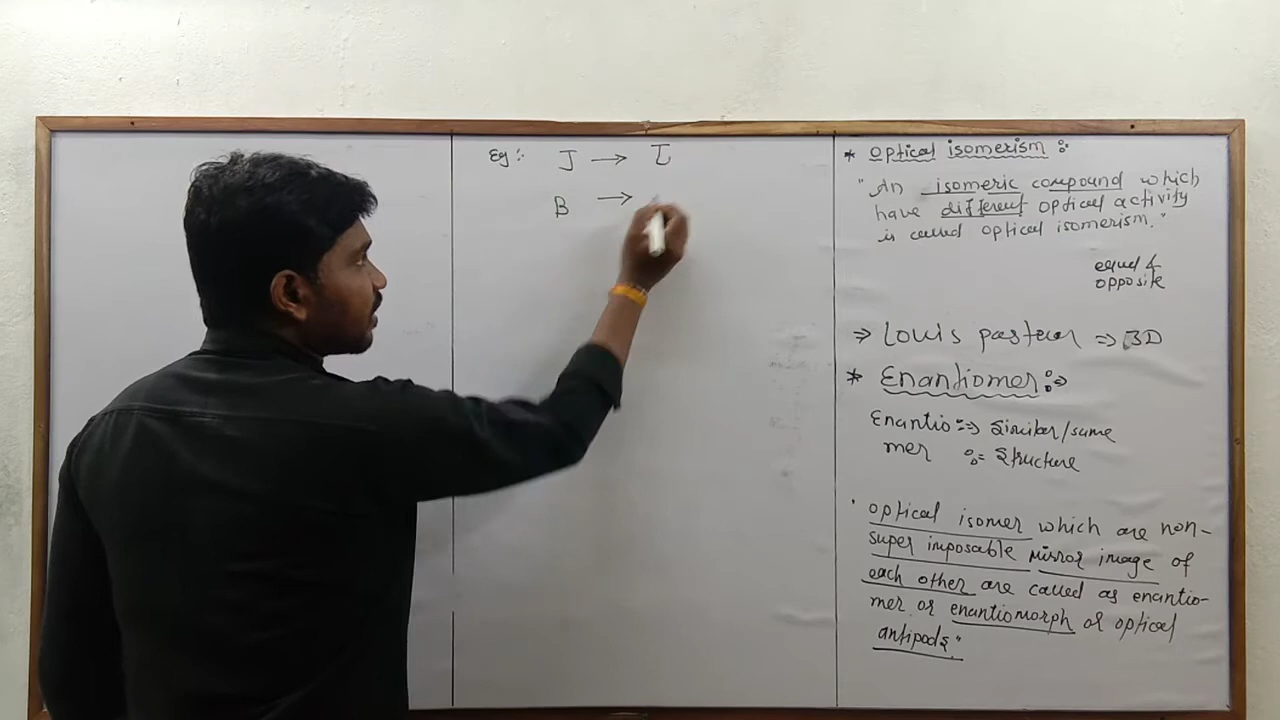 Eg :- J → Ɩ
B →
* Optical isomerism :
"An isomeric compound which
have different optical activity
is called optical isomerism."
equal &
opposite
⇒ Louis pasteur ⇒ 3D
* Enantiomer :⇒
Enantio :⇒ Similar/same
mer := Structure
"optical isomer which are non-
super imposable mirror image of
each other are called as enantio-
mer or enantiomorph or optical
antipods"